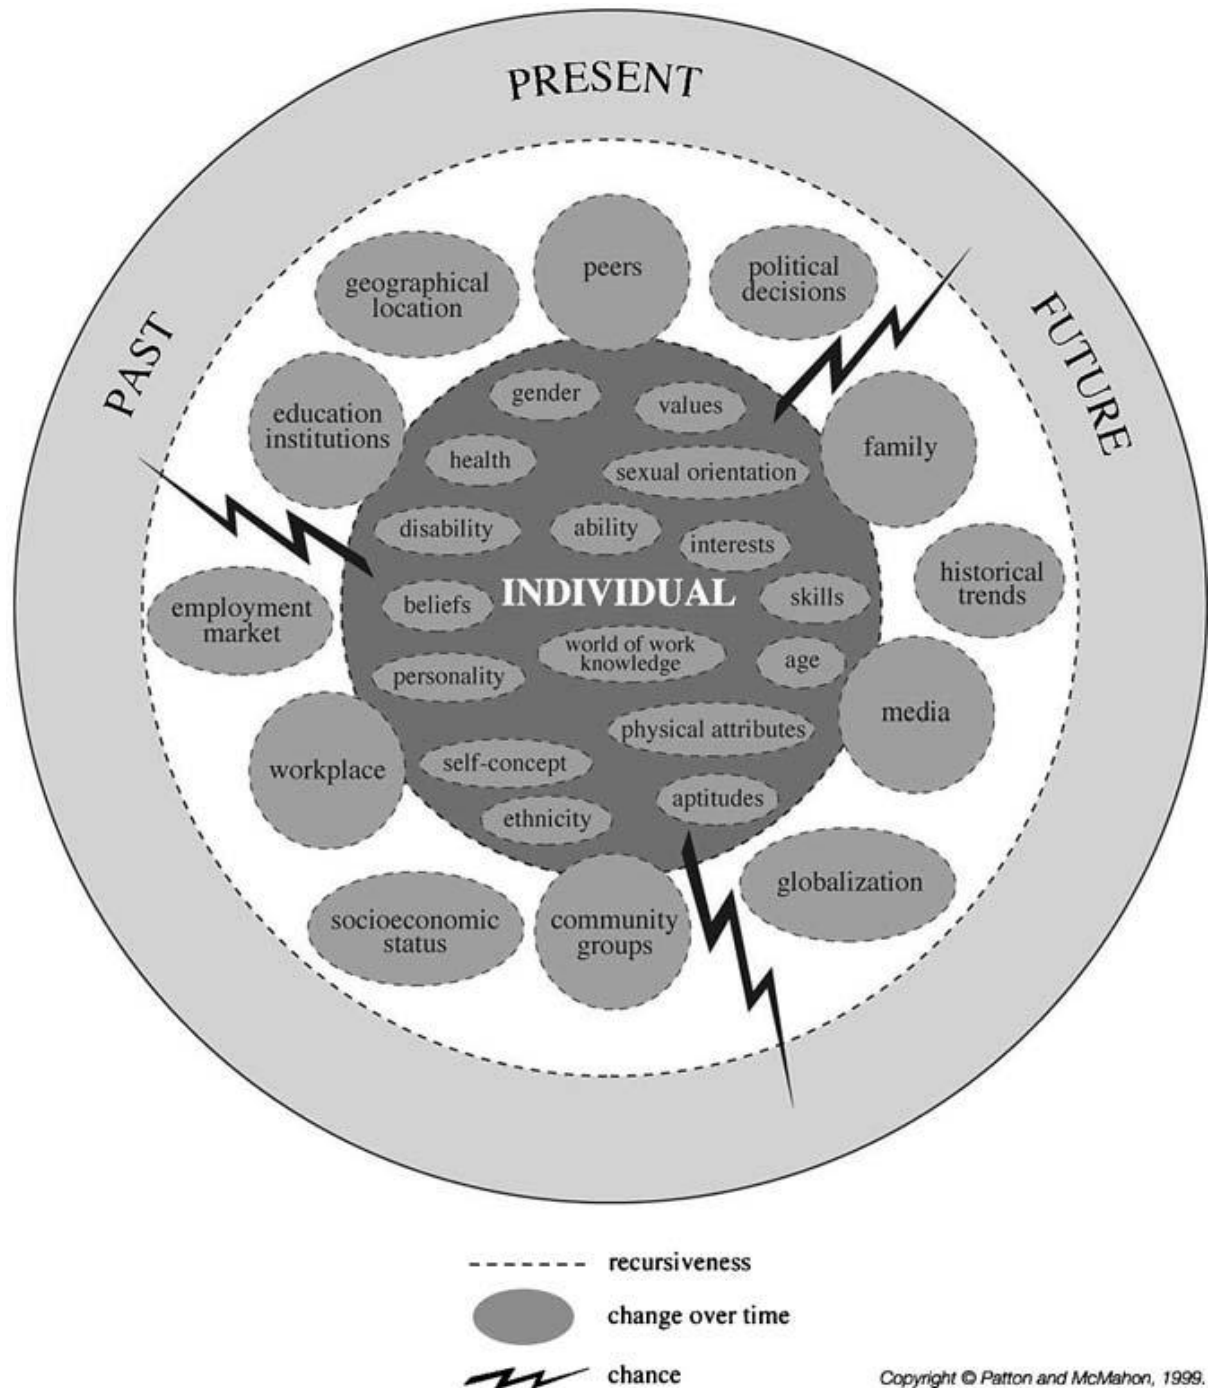 PRESENT
PAST
FUTURE
peers
political
decisions
geographical
location
education
institutions
family
gender
values
health
sexual orientation
disability
ability
interests
historical
trends
employment
market
beliefs
INDIVIDUAL
skills
world of work
knowledge
age
personality
media
physical attributes
workplace
self-concept
aptitudes
ethnicity
globalization
socioeconomic
status
community
groups
recursiveness
change over time
chance
Copyright © Patton and McMahon, 1999.